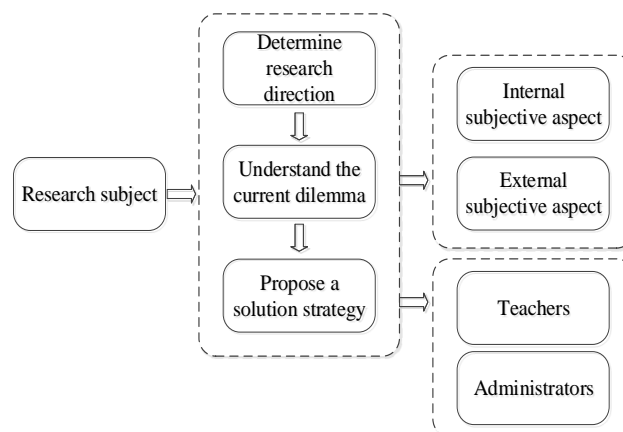 Research subject
Determine
research
direction
Understand the
current dilemma
Propose a
solution strategy
Internal
subjective aspect
External
subjective aspect
Teachers
Administrators